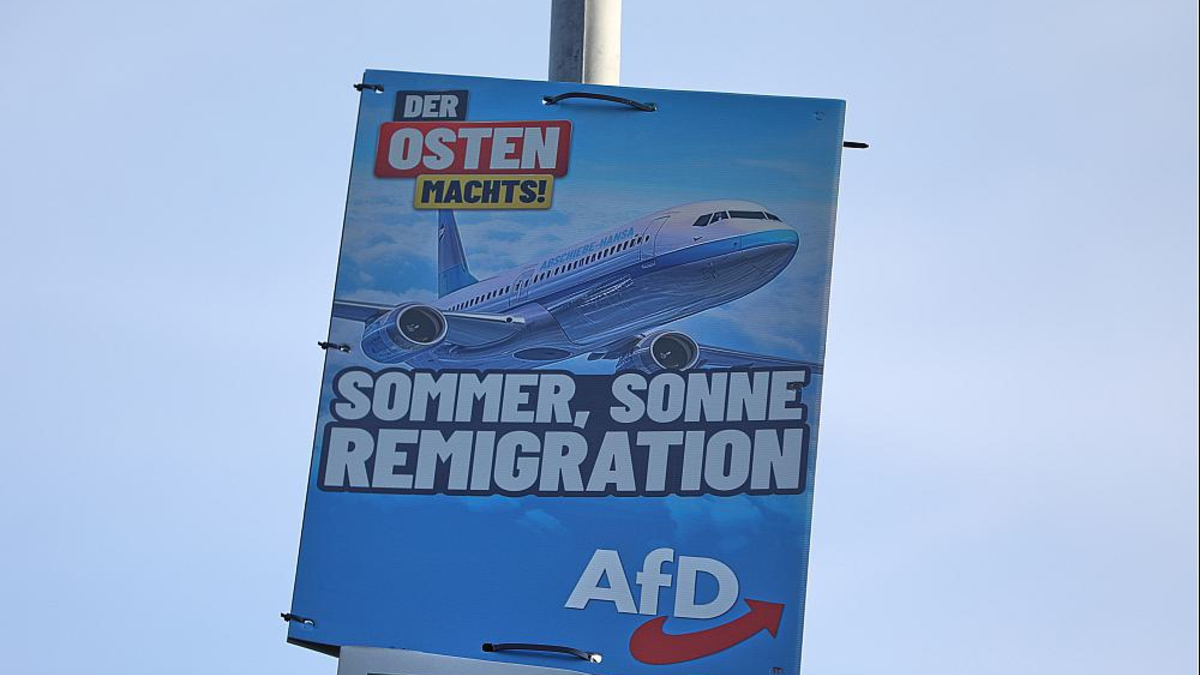 DER
OSTEN
MACHTS!
ABSCHIEBE-HANSA
SOMMER, SONNE
REMIGRATION
AfD